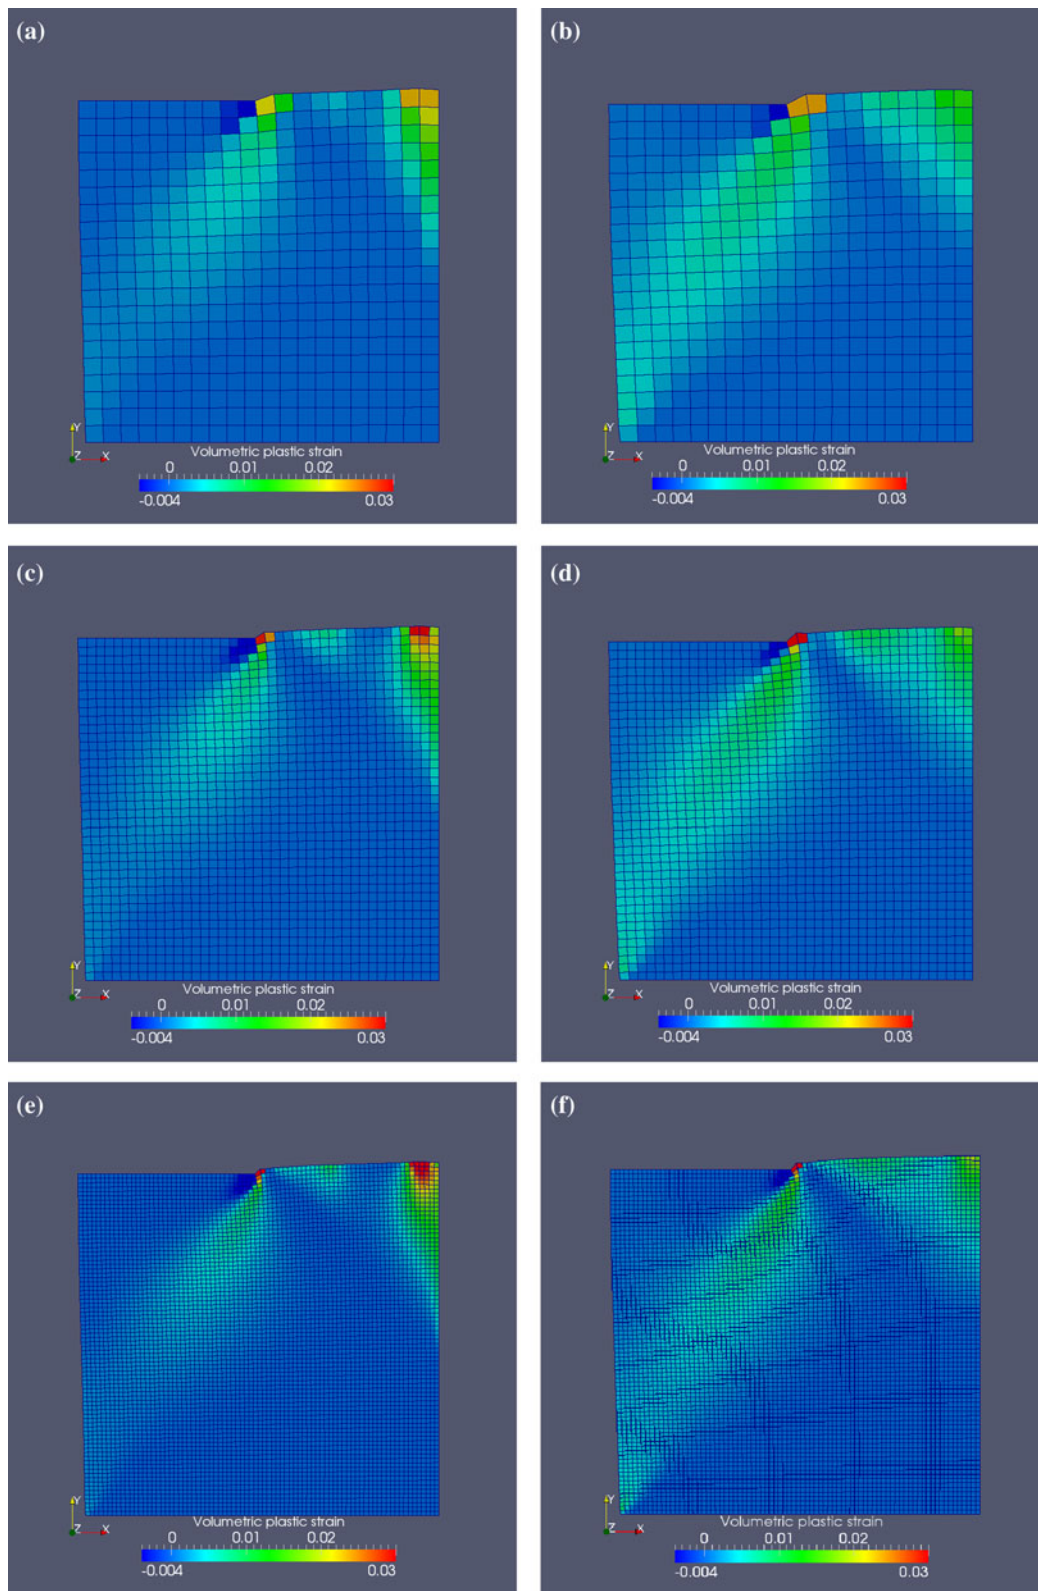 (a)
Y
Z X
Volumetric plastic strain
0 0.01 0.02
-0.004 0.03
(b)
Y
Z X
Volumetric plastic strain
0 0.01 0.02
-0.004 0.03
(c)
Y
Z X
Volumetric plastic strain
0 0.01 0.02
-0.004 0.03
(d)
Y
Z X
Volumetric plastic strain
0 0.01 0.02
-0.004 0.03
(e)
Y
Z X
Volumetric plastic strain
0 0.01 0.02
-0.004 0.03
(f)
Y
Z X
Volumetric plastic strain
0 0.01 0.02
-0.004 0.03